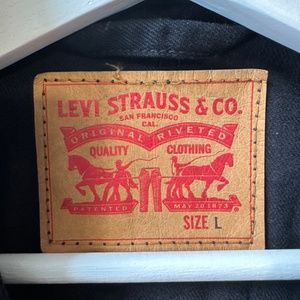 LEVI STRAUSS & CO.
SAN FRANCISCO
CAL.
ORIGINAL RIVETED
QUALITY CLOTHING
PATENTED MAY 20 1873
SIZE L